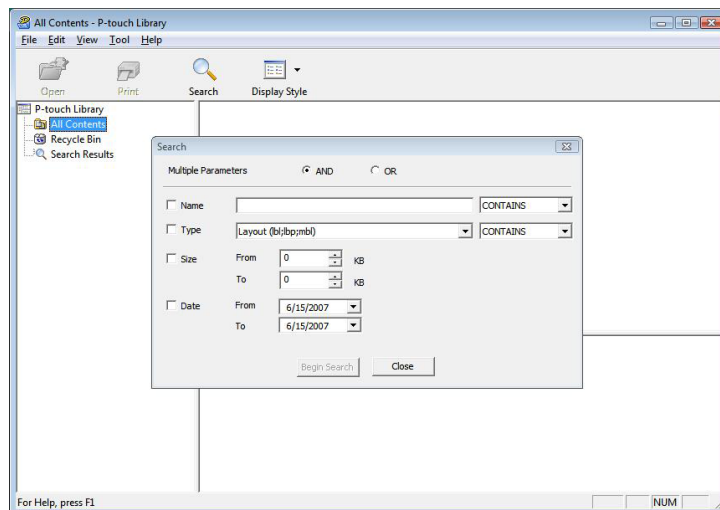 All Contents - P-touch Library
File Edit View Tool Help
Open Print Search Display Style
P-touch Library
All Contents
Recycle Bin
Search Results
Search
Multiple Parameters AND OR
Name CONTAINS
Type Layout (lbl;lbp;mbl) CONTAINS
Size From 0 KB
To 0 KB
Date From 6/15/2007
To 6/15/2007
Begin Search Close
For Help, press F1 NUM